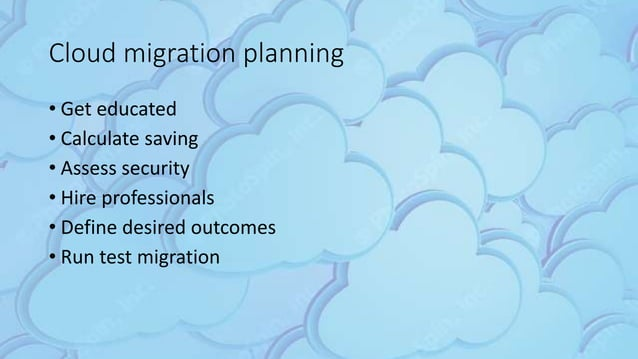 Cloud migration planning
• Get educated
• Calculate saving
• Assess security
• Hire professionals
• Define desired outcomes
• Run test migration